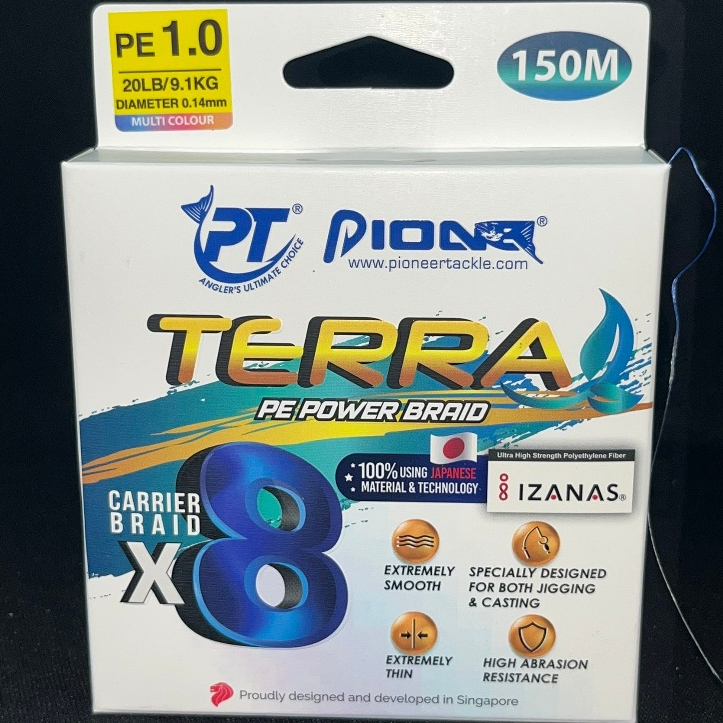 PE 1.0
20LB/9.1KG
DIAMETER 0.14mm
MULTI COLOUR
150M
PT®
ANGLER'S ULTIMATE CHOICE
PIONEER®
www.pioneertackle.com
TERRA
PE POWER BRAID
100% USING JAPANESE
MATERIAL & TECHNOLOGY
Ultra High Strength Polyethylene Fiber
IZANAS®
CARRIER
BRAID
X8
EXTREMELY
SMOOTH
SPECIALLY DESIGNED
FOR BOTH JIGGING
& CASTING
EXTREMELY
THIN
HIGH ABRASION
RESISTANCE
Proudly designed and developed in Singapore